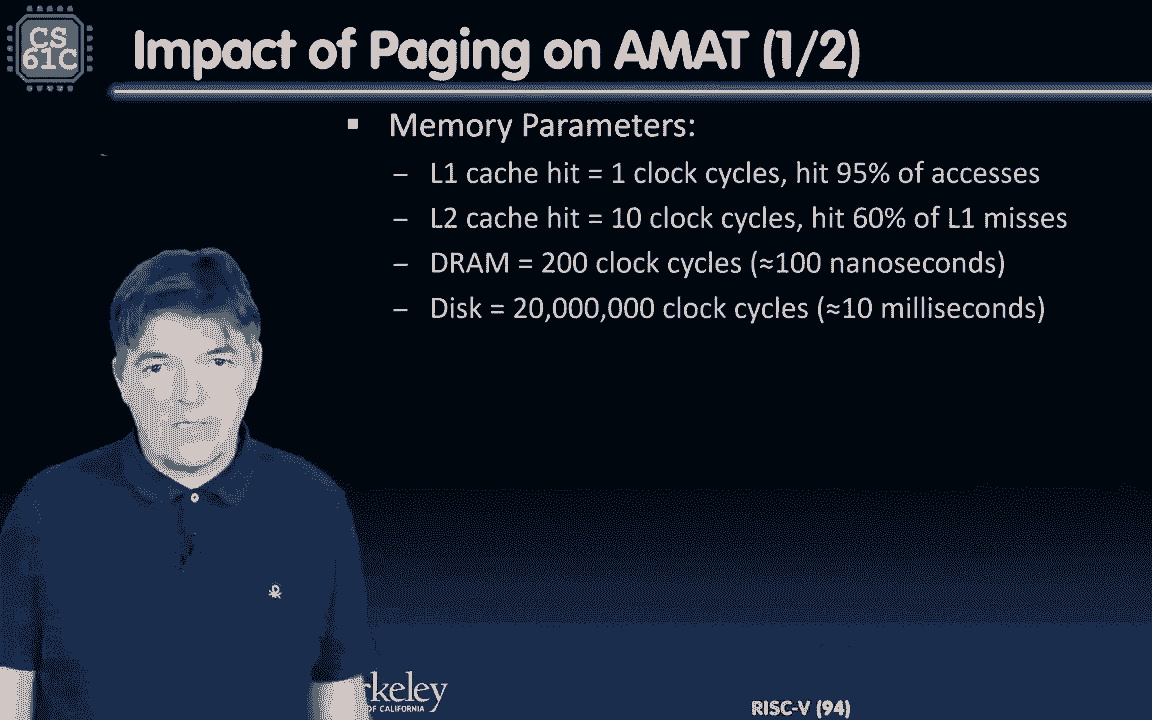 CS
61C
Impact of Paging on AMAT (1/2)
▪ Memory Parameters:
– L1 cache hit = 1 clock cycles, hit 95% of accesses
– L2 cache hit = 10 clock cycles, hit 60% of L1 misses
– DRAM = 200 clock cycles (≈100 nanoseconds)
– Disk = 20,000,000 clock cycles (≈10 milliseconds)
rkeley
OF CALIFORNIA
RISC-V (94)